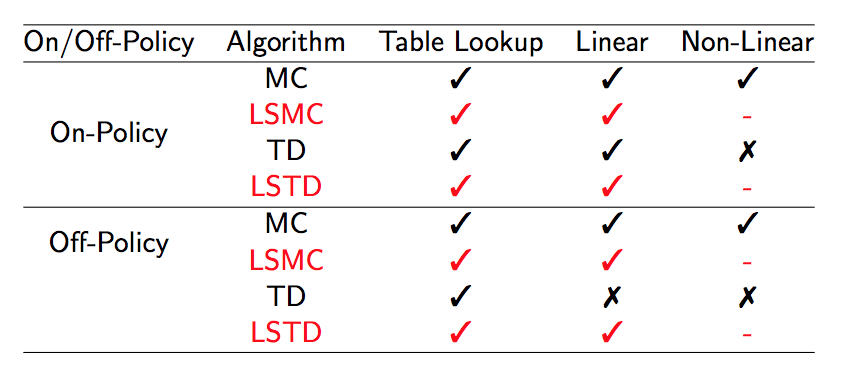 On/Off-Policy Algorithm Table Lookup Linear Non-Linear
MC ✓ ✓ ✓
LSMC ✓ ✓ -
On-Policy
TD ✓ ✓ ✗
LSTD ✓ ✓ -
MC ✓ ✓ ✓
Off-Policy
LSMC ✓ ✓ -
TD ✓ ✗ ✗
LSTD ✓ ✓ -